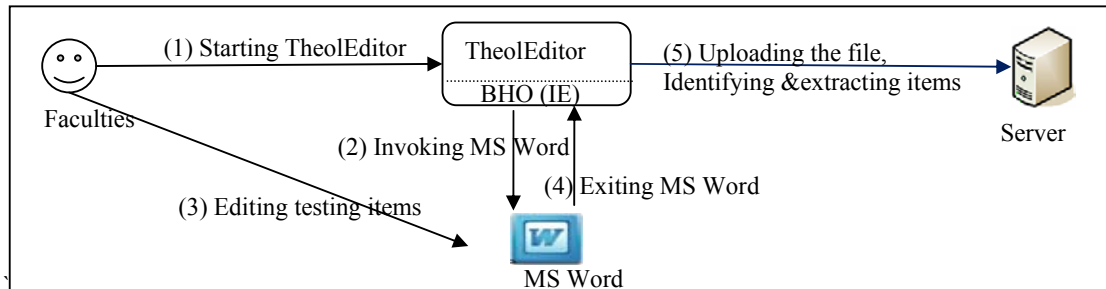 (1) Starting TheolEditor
TheolEditor
BHO (IE)
(5) Uploading the file,
Identifying &extracting items
Faculties
Server
(2) Invoking MS Word
(4) Exiting MS Word
(3) Editing testing items
W
MS Word
`